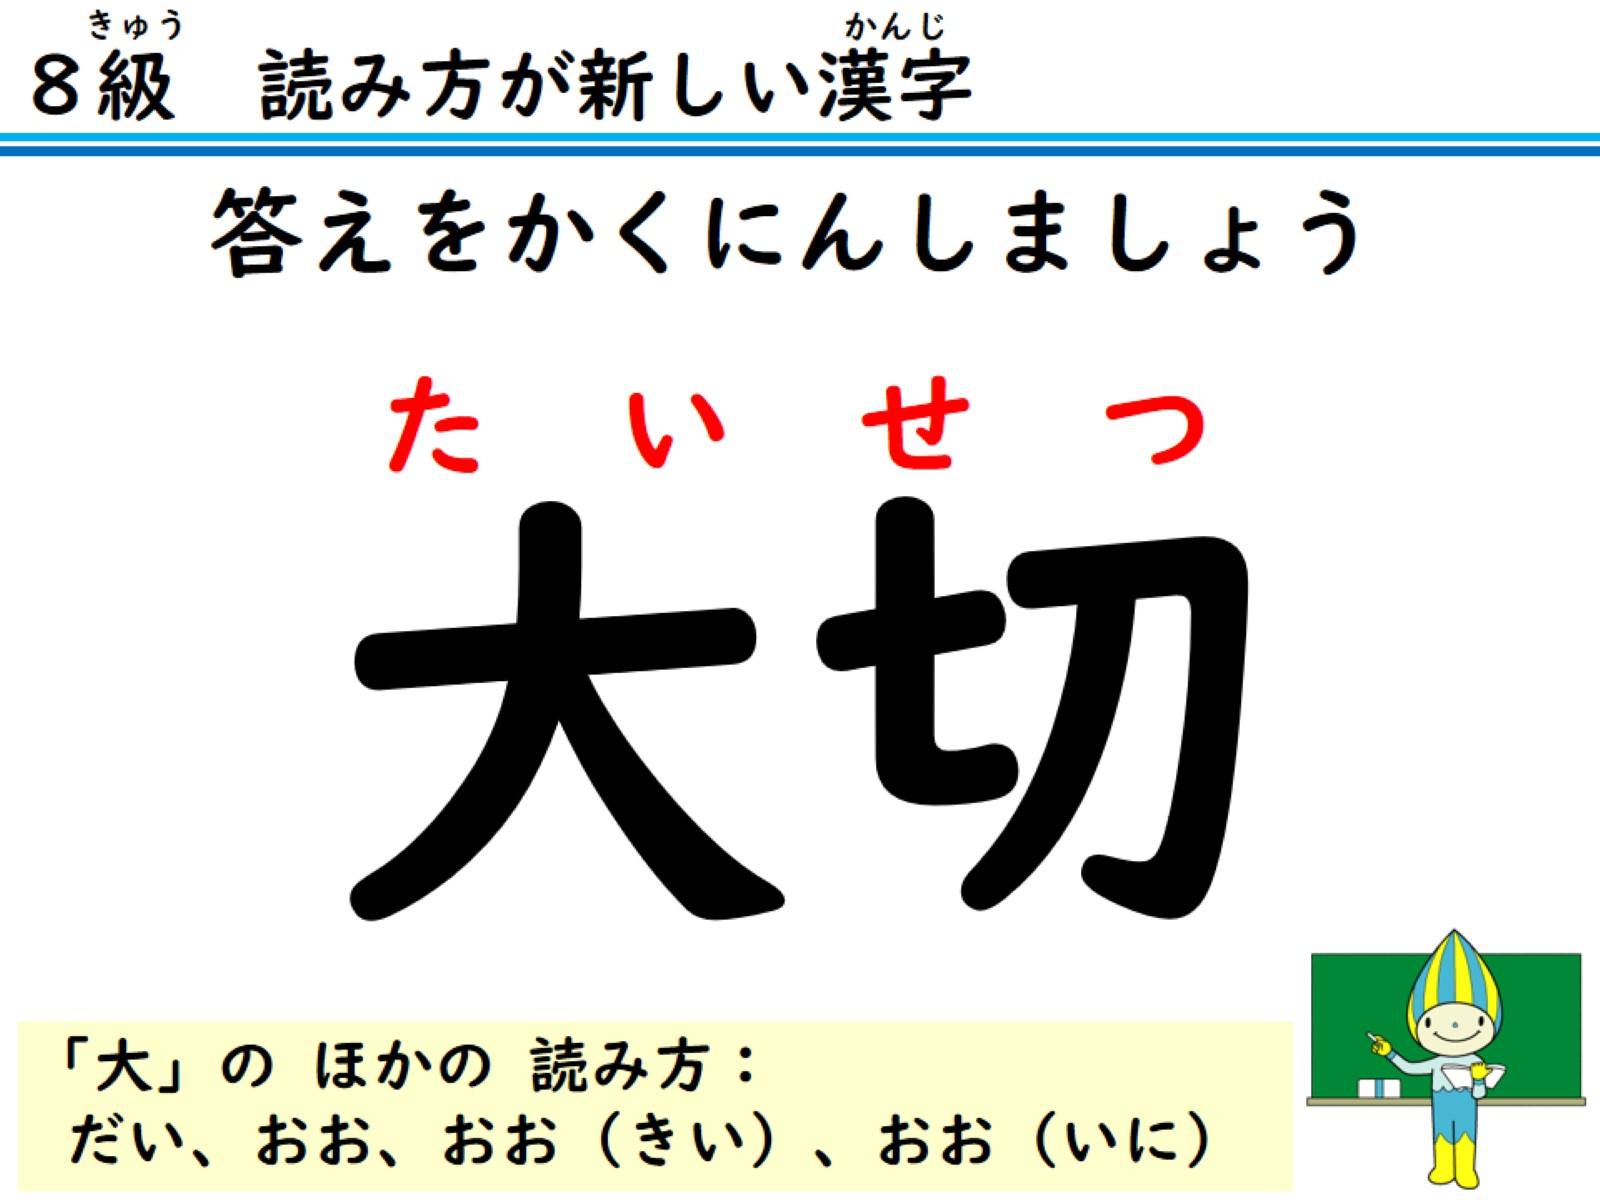 きゅう かんじ
８級　読み方が新しい漢字
答えをかくにんしましょう
たいせつ
大切
「大」の ほかの 読み方：
だい、おお、おお（きい）、おお（いに）